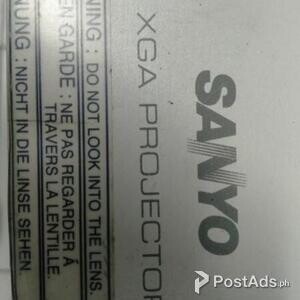 SANYO
XGA PROJECTOR
NING : DO NOT LOOK INTO THE LENS.
EN GARDE : NE PAS REGARDER Á
TRAVERS LA LENTILLE.
NUNG : NICHT IN DIE LINSE SEHEN.
PostAds.ph